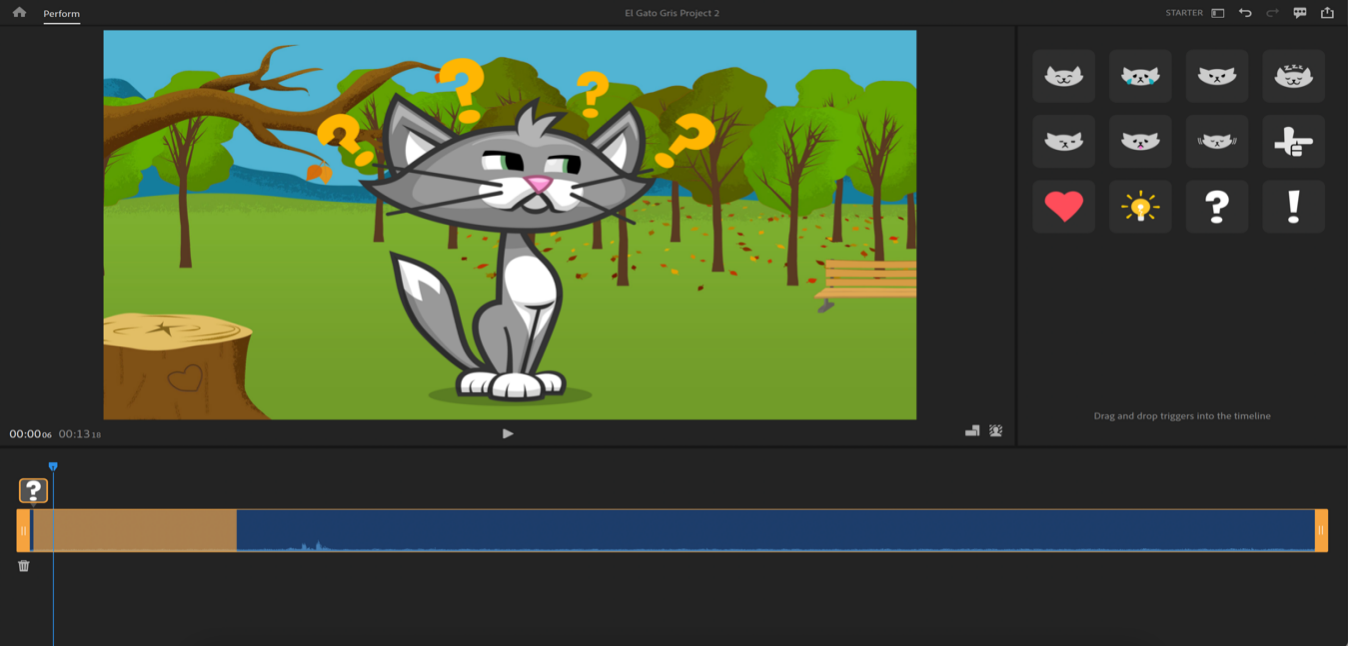 Perform
El Gato Gris Project 2
STARTER
? ? ? ?
z z z
? !
Drag and drop triggers into the timeline
00:00 06 00:13 18
?